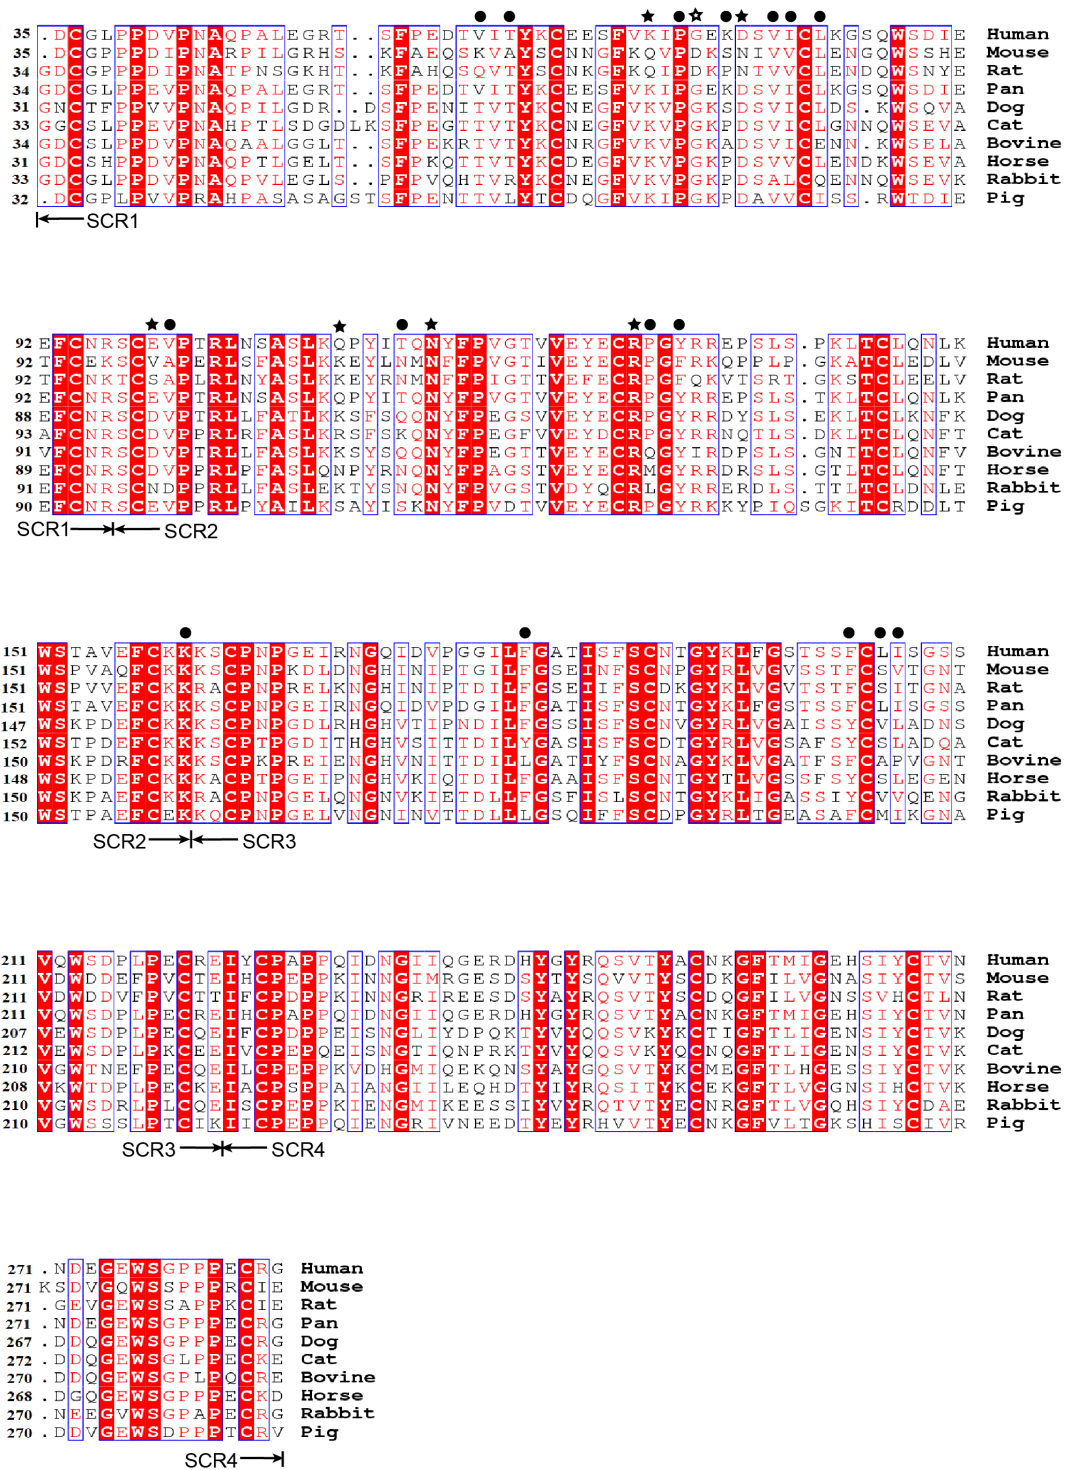 35 .DCGLPPDVPNAQPALEGRT..SFPEDTVITYKCEESFVKIPGEKDSVICLKGSQWSDIE Human
35 .DCGPPPDIPNARPILGRHS..KFAEQSKVAYSCNNGFKQVPDKSNIVVCLENGQWSSHE Mouse
34 GDCGPPPDIPNATPNSGKHT..KFAHQSQVTYSCNKGFKQIPDKPNTVVCLENDQWSNYE Rat
34 GDCGLPPEVPNAQPALEGRT..SFPEDTVITYKCEESFVKIPGEKDSVICLKGSQWSDIE Pan
31 GNCTFPPVVPNAQPILGDR..DSFPENITVTYKCNEGFVKVPGKSDSVICLDS.KWSQVA Dog
33 GGCSLPPEVPNAHPTLSDGDLKSFPEGTTVTYKCNEGFVKVPGKPDSVICLGNNQWSEVA Cat
34 GDCSLPPDVPNAQAALGGLT..SFPEKRTVTYKCNRGFVKVPGKADSVICENN.KWSELA Bovine
31 GDCSHPPDVPNAQPTLGELT..SFPKQTTVTYKCDEGFVKVPGKADSVVCLENDKWSEVA Horse
33 GDCGLPPDVPNAQPVLEGLS..PFPVQHTVRYKCNEGFVKVPGKPDSALCQENNQWSEVK Rabbit
32 .DCGPLPVVPRAHPASASAGSTSFPENTTVLYTCDQGFVKIPGKPDAVVCISS.RWTDIE Pig
SCR1
92 EFCNRSCEVPTRLNSASLKQPYITQNYFPVGTVVEYECRPGYRREPSLS.PKLTCLQNLK Human
92 TFCEKSCVAPERLSFASLKKEYLNMNFFPVGTIVEYECRPGFRKQPPLP.GKATCLEDLV Mouse
92 TFCNKTCSAPLRLNYASLKKEYRNMNFFPIGTTVEFECRPGFQKVTSRT.GKSTCLEELV Rat
92 EFCNRSCEVPTRLNSASLKQPYITQNYFPVGTVVEYECRPGYRREPSLS.TKLTCLQNLK Pan
88 EFCNRSCDVPTRLLFATLKKSFSQQNYFPEGSVVEYECRPGYRRDYSLS.EKLTCLKNFK Dog
93 AFCNRSCDVPPRLRFASLKRSFSKQNYFPEGFVVEYDCRPGYRRNQTLS.DKLTCLQNFT Cat
91 VFCNRSCDVPTRLLFASLKKSYSQQNYFPEGTTVEYECRQGYIRDPSLS.GNITCLQNFV Bovine
89 EFCNRSCDVPPRLPFASLQNPYRNQNYFPAGSTVEYECRMGYRRDRSLS.GTLTCLQNFT Horse
91 EFCNRSCNDPPRLLFASLEKTYSNQNYFPVGSTVDYQCRLGYRRERDLS.TTLTCLDNLE Rabbit
90 EFCNRSCEVPPRLPYAILKSAYISKNYFPVDTVVEYECRPGYRKKYPIQSGKITCRDDLT Pig
SCR1 SCR2
151 WSTAVEFCKKKSCPNPGEIRNGQIDVPGGILFGATISFSCNTGYKLFGSTSSFCLISGSS Human
151 WSPVAQFCKKKSCPNPKDLDNGHINIPTGILFGSEINFSCNPGYRLVGVSSTFCSVTGNT Mouse
151 WSPVVEFCKKRACPNPRELKNGHINIPTDILFGSEIIFSCDKGYKLVGVTSTFCSITGNA Rat
151 WSTAVEFCKKKSCPNPGEIRNGQIDVPDGILFGATISFSCNTGYKLFGSTSSFCLISGSS Pan
147 WSKPDEFCKKKSCPNPGDLRHGHVTIPNDILFGSSISFSCNVGYRLVGAISSYCVLADNS Dog
152 WSTPDEFCKKKSCPTPGDITHGHVSITTDILYGASISFSCDTGYRLVGSAFSYCSLADQA Cat
150 WSKPDRFCKKKSCPKPREIENGHVNITTDILLGATIYFSCNAGYRLVGATFSFCAPVGNT Bovine
148 WSKPDEFCKKKACPTPGEIPNGHVKIQTDILFGAAISFSCNTGYTLVGSFSYCSLEGEN Horse
150 WSKPAEFCKKRACPNPGELQNGNVKIETDLLFGSFISLSCNTGYKLIGASSIYCVVQENG Rabbit
150 WSTPAEFCEKKQCPNPGELVNGNINVTTDLLLGSQIFFSCDPGYRLTGEASAFCMIKGNA Pig
SCR2 SCR3
211 VQWSDPLPECREIYCPAPPQIDNGIIQGERDHYGYRQSVTYACNKGFTMIGEHSIYCTVN Human
211 VDWDDEFPVCTEIHCPEPPKINNGIMRGESDSYTYSQVVTYSCDKGFILVGNASIYCTVS Mouse
211 VDWDDVFPVCTTIFCPDPPKINNGRIREESDSYAYRQSVTYSCDQGFILVGNSSVHCTLN Rat
211 VQWSDPLPECREIHCPAPPQIDNGIIQGERDHYGYRQSVTYACNKGFTMIGEHSIYCTVN Pan
207 VEWSDPLPECQEIFCPDPPEISNGLIYDPQKTYVYQQSVKYKCTIGFTLIGENSIYCTVK Dog
212 VEWSDPLPKCEEIVCPEPQEISNGTIIQNPRKTYVYQQSVKYQCNQGFTLIGENSIYCTVK Cat
210 VGWTNEFPECQEILCPEPPKVDHGMIQEKQNSYAYGQSVTYKCMEGFTLHGESSIYCTVK Bovine
208 VKWTDPLPECKEIACPSPPAIANGIILEQHDTYIYRQSITYKCEKGFTLVGGNSIHCTVK Horse
210 VGWSDRLPLCQEISCPEPPKIENGMIKEESSIYVYRQTVTYECNRGFTLVGQHSIYCDAE Rabbit
210 VGWSSSLPTCIKIICPEPPQIENGRIVNEEDTYEYRHVVTYECNKGFVLTGKSHISCIVR Pig
SCR3 SCR4
271 .NDEGEWSGPPPECRG Human
271 KSDVGQWSSPPPRCIE Mouse
271 .GEVGEWSSAPPKCIE Rat
271 .NDEGEWSGPPPECRG Pan
267 .DDQGEWSGPPPECRG Dog
272 .DDQGEWSGLPPECKE Cat
270 .DDQGEWSGPLPQCRE Bovine
268 .DGQGEWSGPPPECKD Horse
270 .NEEGVWSGPAPECRG Rabbit
270 .DDVGEWSDPPPTCRV Pig
SCR4